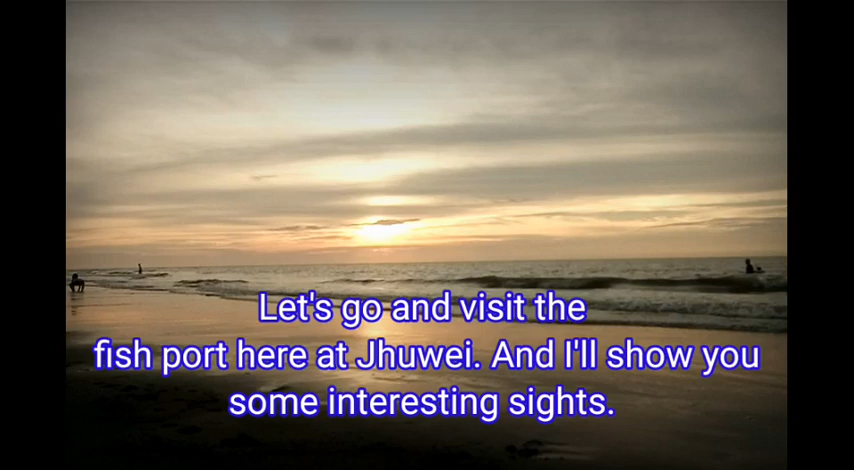 Let's go and visit the
fish port here at Jhuwei. And I'll show you
some interesting sights.